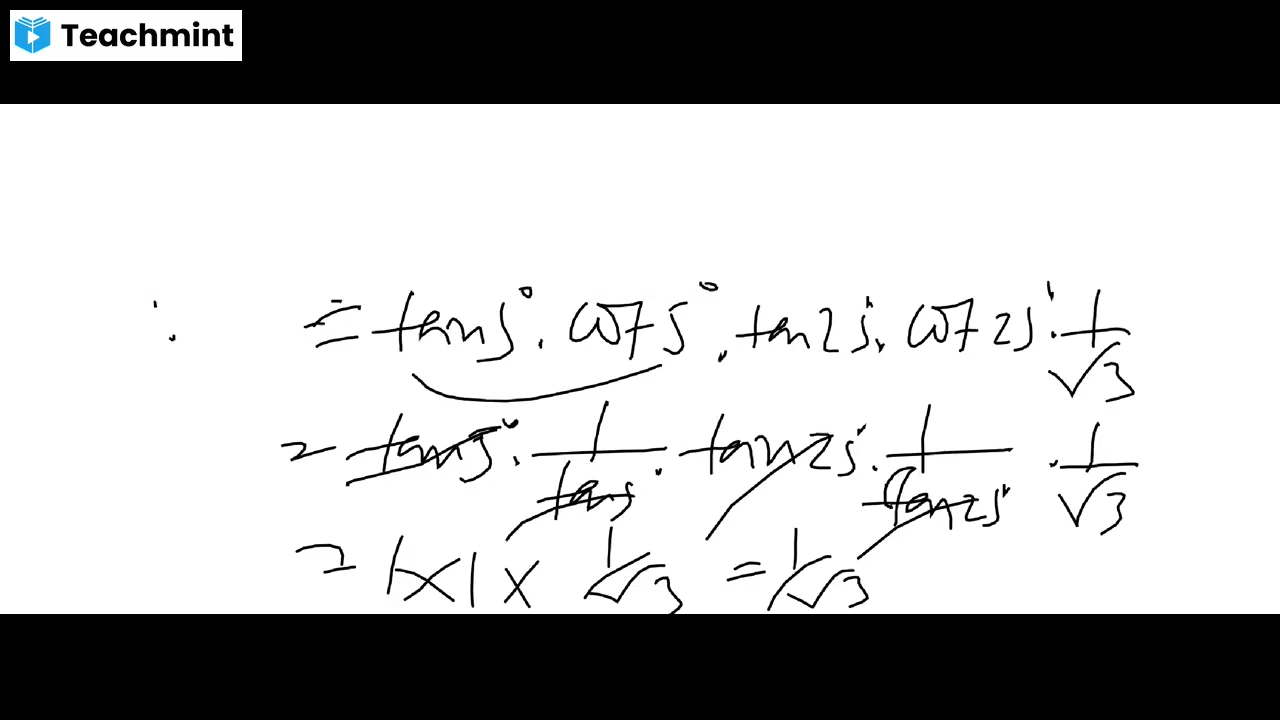 Teachmint
= tan5°. cot5°. tan25°. cot25°. 1/√3
= tan5°. 1/tan5. tan25°. 1/tan25° . 1/√3
= 1×1× 1/√3 = 1/√3